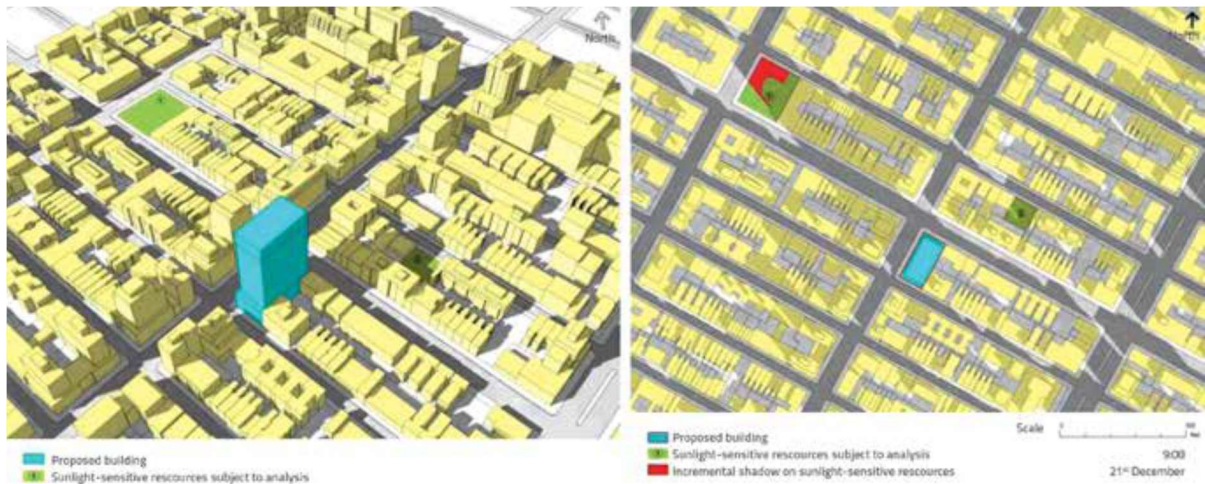 North
North
Proposed building
Sunlight-sensitive rescources subject to analysis
Scale
Proposed building
Sunlight-sensitive rescources subject to analysis
9:00
Incremental shadow on sunlight-sensitive rescources
21st December